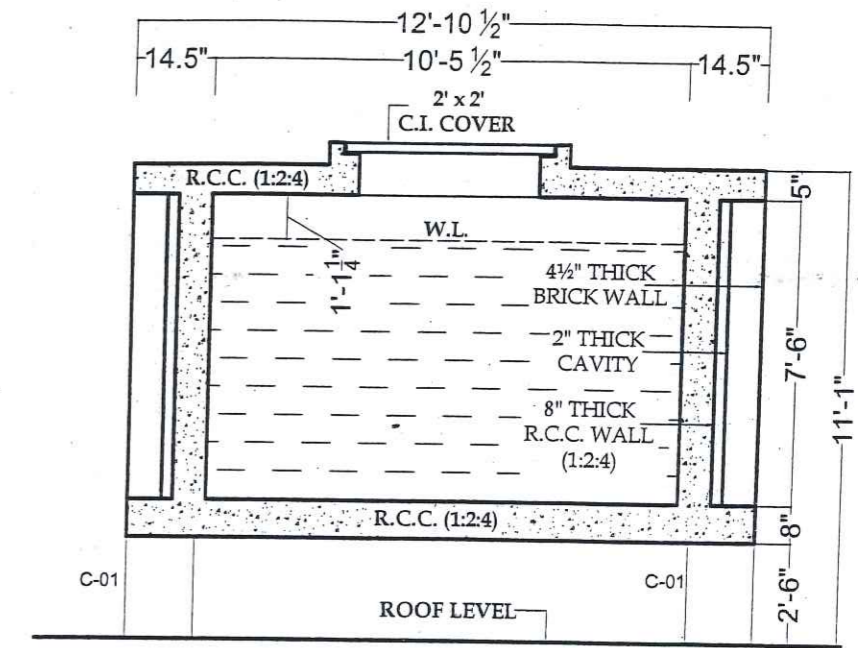 12'-10 ½"
14.5"
10'-5 ½"
14.5"
2' x 2'
C.I. COVER
R.C.C. (1:2:4)
5"
W.L.
1'-1 1/4"
4½" THICK
BRICK WALL
2" THICK
CAVITY
7'-6"
11'-1"
8" THICK
R.C.C. WALL
(1:2:4)
R.C.C. (1:2:4)
8"
C-01
C-01
2'-6"
ROOF LEVEL